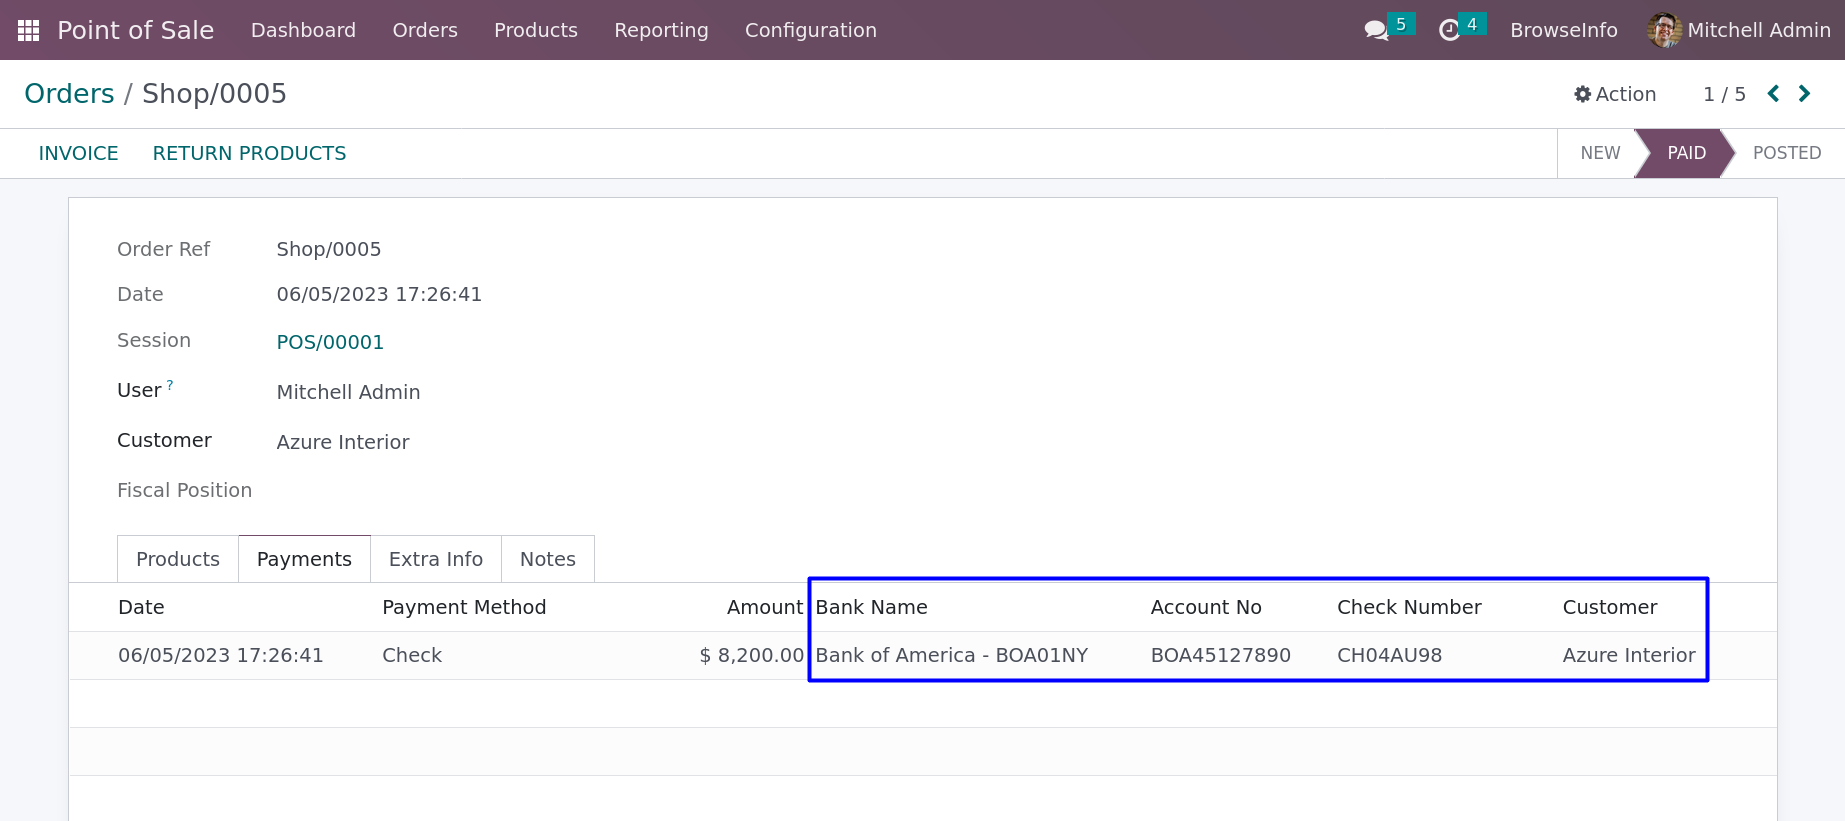 Point of Sale Dashboard Orders Products Reporting Configuration 5 4 BrowseInfo Mitchell Admin
Orders / Shop/0005 Action 1 / 5
INVOICE RETURN PRODUCTS NEW PAID POSTED
Order Ref Shop/0005
Date 06/05/2023 17:26:41
Session POS/00001
User ? Mitchell Admin
Customer Azure Interior
Fiscal Position
Products Payments Extra Info Notes
Date Payment Method Amount Bank Name Account No Check Number Customer
06/05/2023 17:26:41 Check $ 8,200.00 Bank of America - BOA01NY BOA45127890 CH04AU98 Azure Interior